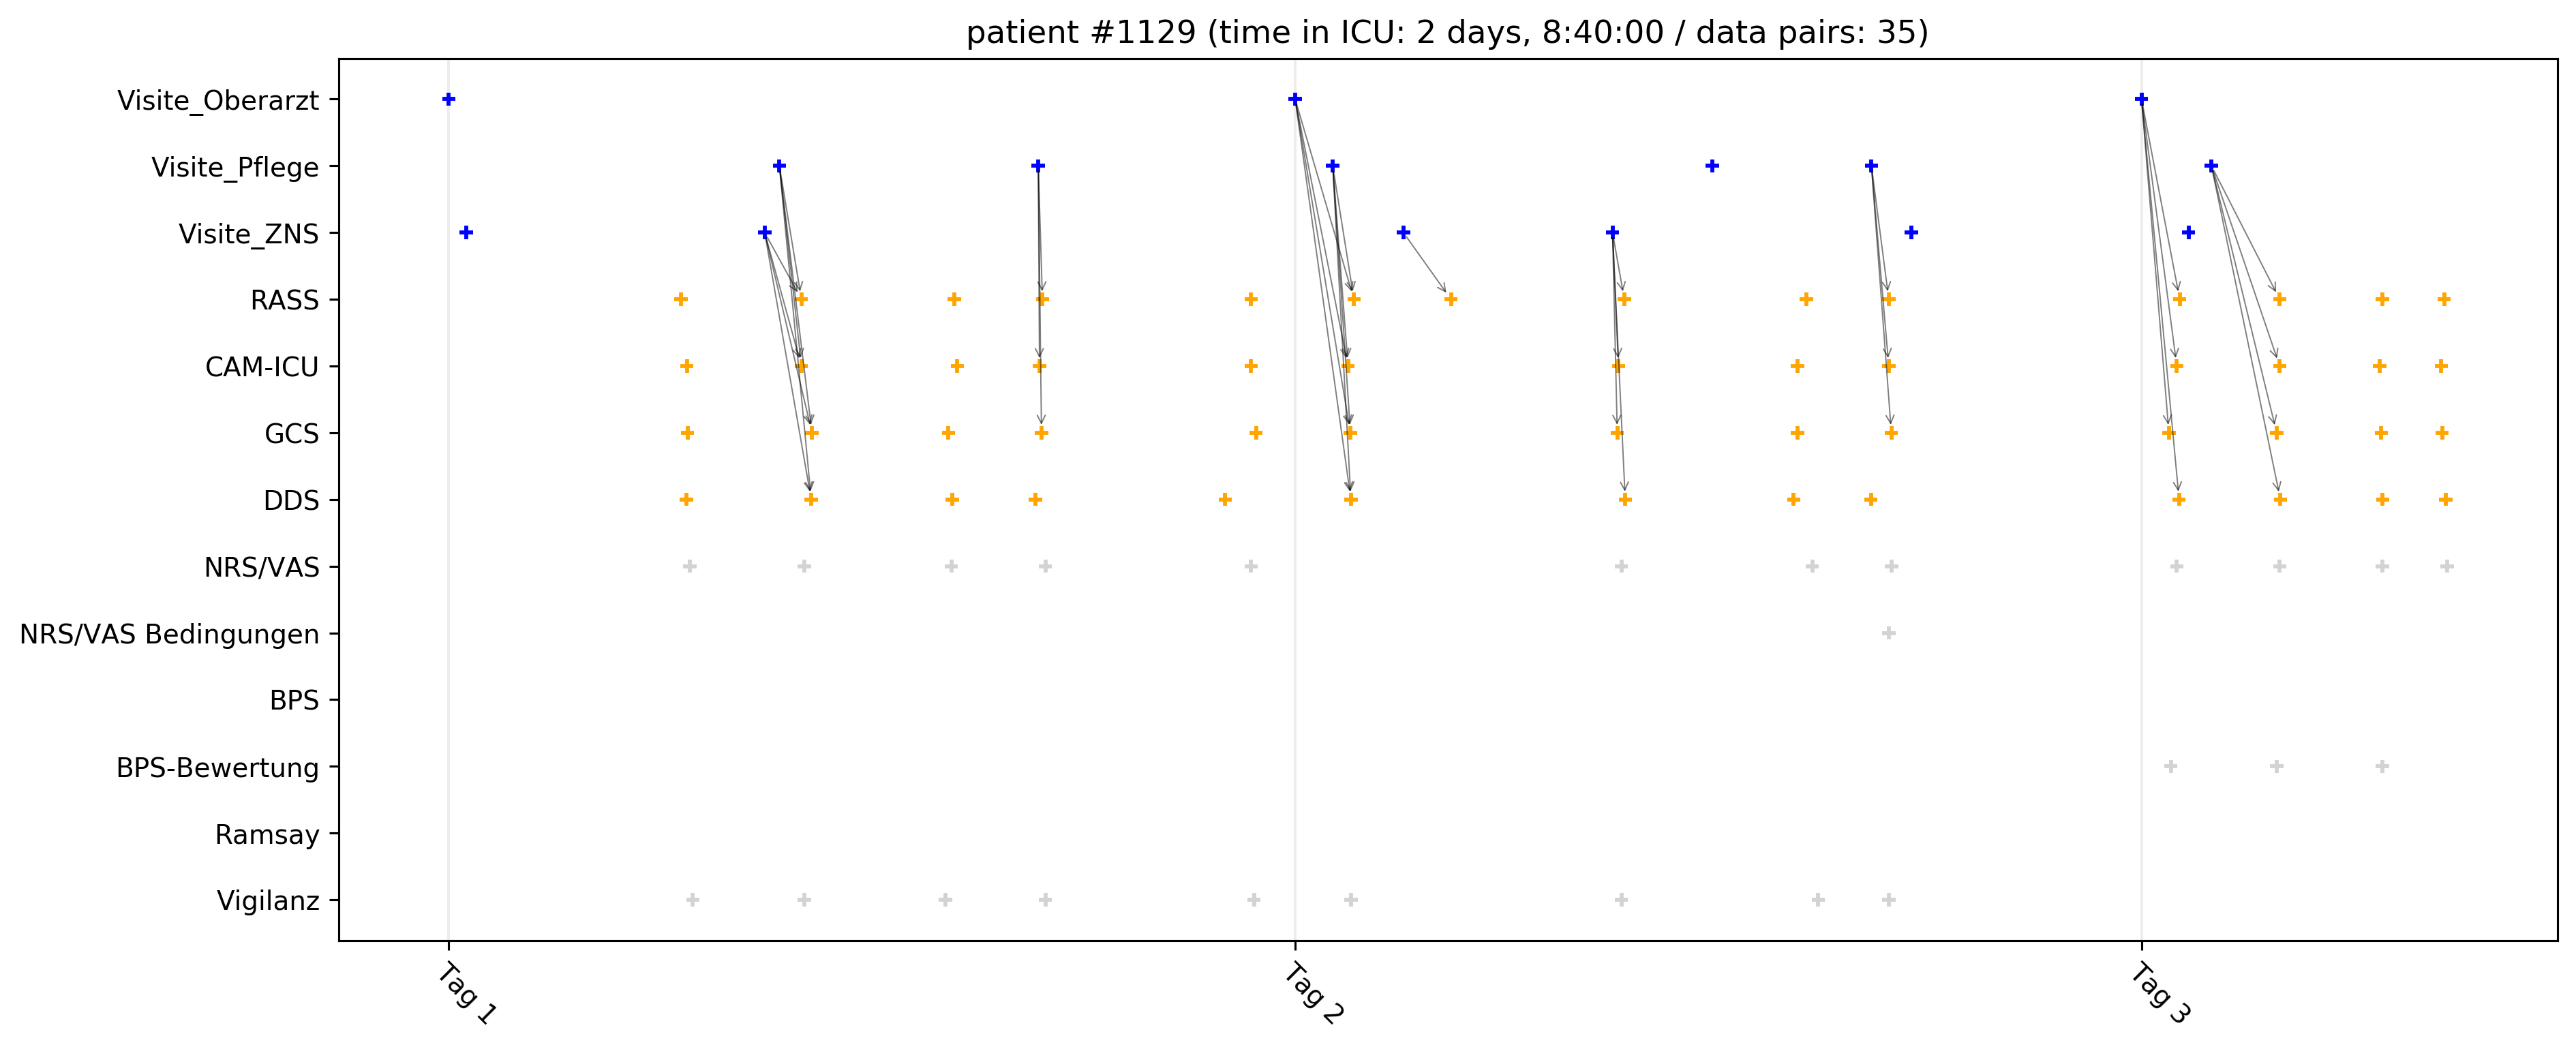 patient #1129 (time in ICU: 2 days, 8:40:00 / data pairs: 35)
Visite_Oberarzt
Visite_Pflege
Visite_ZNS
RASS
CAM-ICU
GCS
DDS
NRS/VAS
NRS/VAS Bedingungen
BPS
BPS-Bewertung
Ramsay
Vigilanz
Tag 1
Tag 2
Tag 3